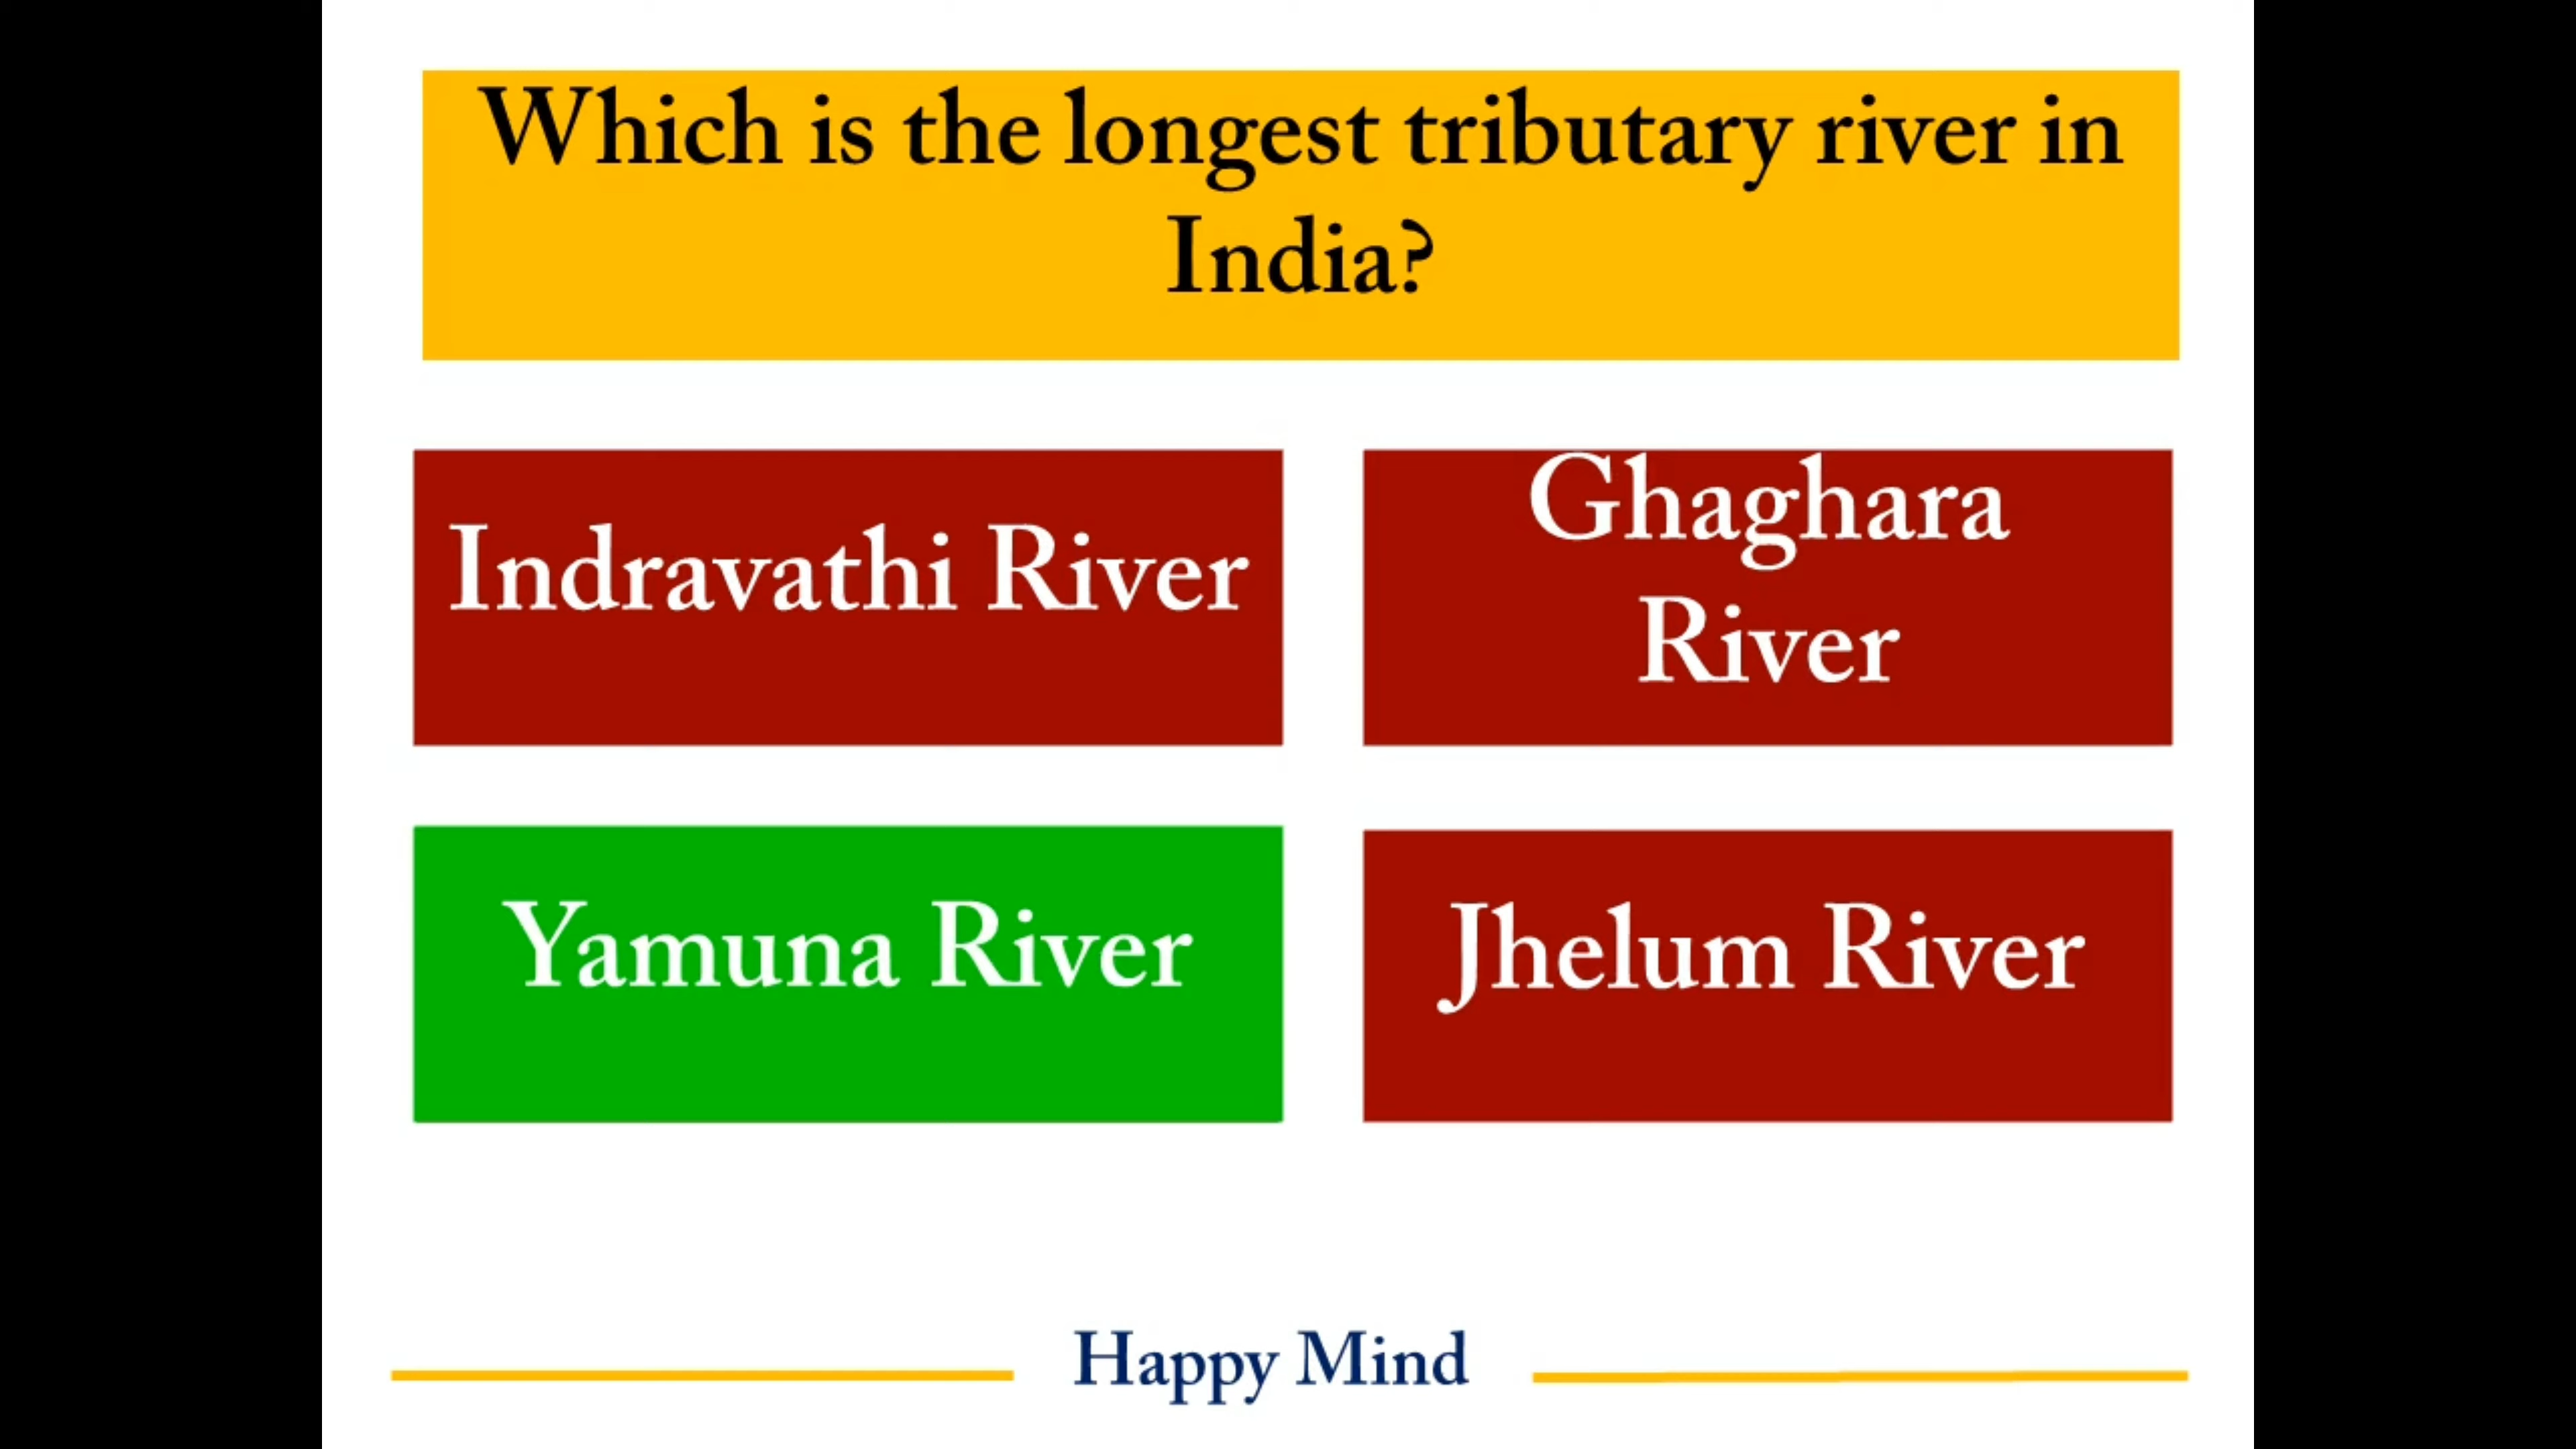 Which is the longest tributary river in
India?
Indravathi River
Ghaghara
River
Yamuna River
Jhelum River
Happy Mind